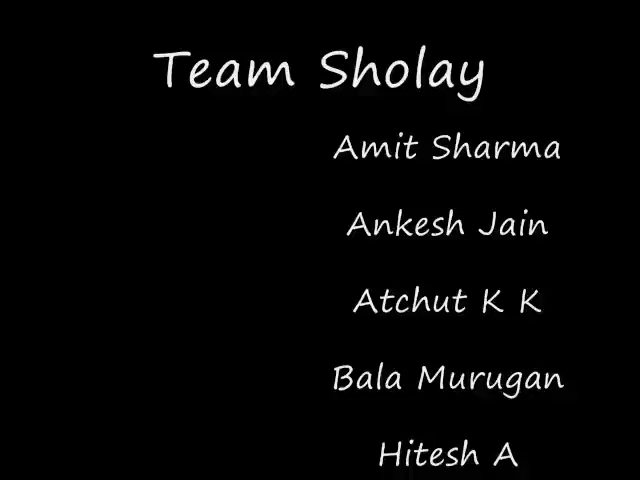 Team Sholay
Amit Sharma
Ankesh Jain
Atchut K K
Bala Murugan
Hitesh A